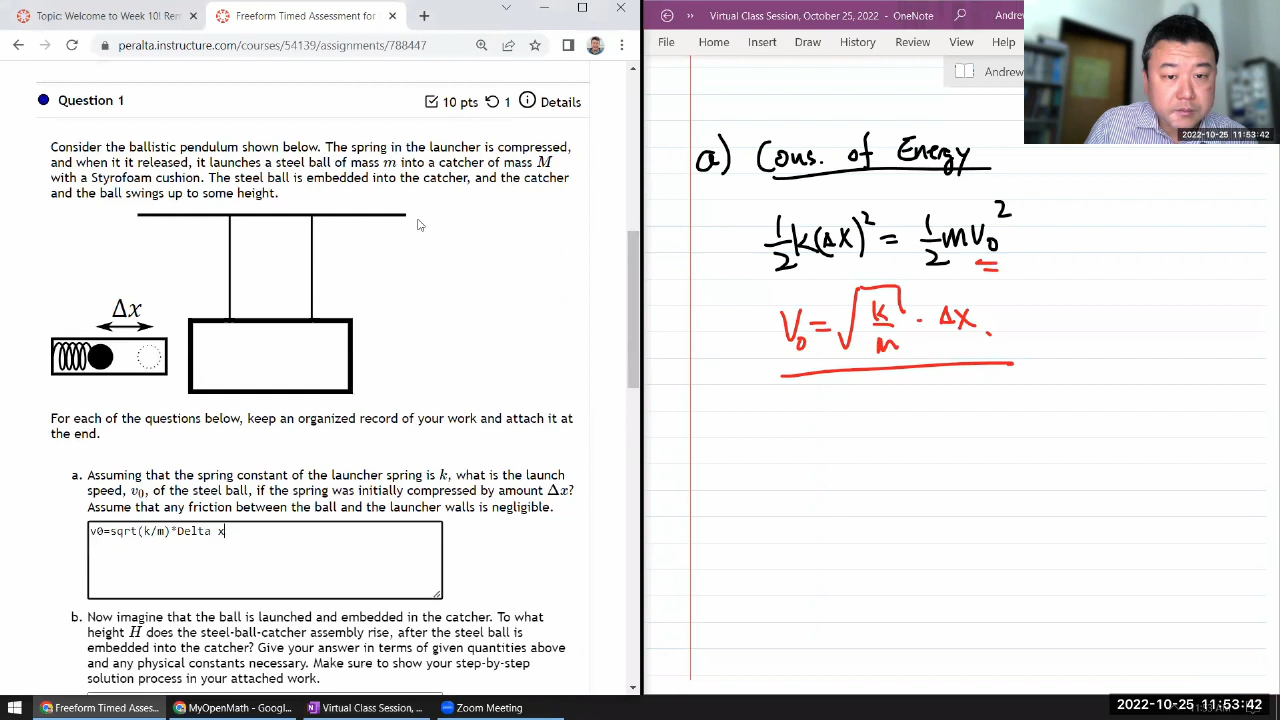 Topic: Welcome to Week 10! Rem
Freeform Timed Assessment for
peralta.instructure.com/courses/54139/assignments/788447
Question 1
10 pts
1
Details
Consider the ballistic pendulum shown below. The spring in the launcher is compressed,
and when it it released, it launches a steel ball of mass m into a catcher of mass M
with a Styrofoam cushion. The steel ball is embedded into the catcher, and the catcher
and the ball swings up to some height.
Δx
For each of the questions below, keep an organized record of your work and attach it at
the end.
a. Assuming that the spring constant of the launcher spring is k, what is the launch
speed, v0, of the steel ball, if the spring was initially compressed by amount Δx?
Assume that any friction between the ball and the launcher walls is negligible.
v0=sqrt(k/m)*Delta x
b. Now imagine that the ball is launched and embedded in the catcher. To what
height H does the steel-ball-catcher assembly rise, after the steel ball is
embedded into the catcher? Give your answer in terms of given quantities above
and any physical constants necessary. Make sure to show your step-by-step
solution process in your attached work.
Virtual Class Session, October 25, 2022 - OneNote
Andrew
File Home Insert Draw History Review View Help
Andrew
2022-10-25 11:53:42
a) Cons. of Energy
1/2 k(Δx)² = 1/2 mV₀²
V₀ = √(k/m) · Δx.
Freeform Timed Asses...
MyOpenMath - Googl...
Virtual Class Session, ...
Zoom Meeting
2022-10-25 11:53:42